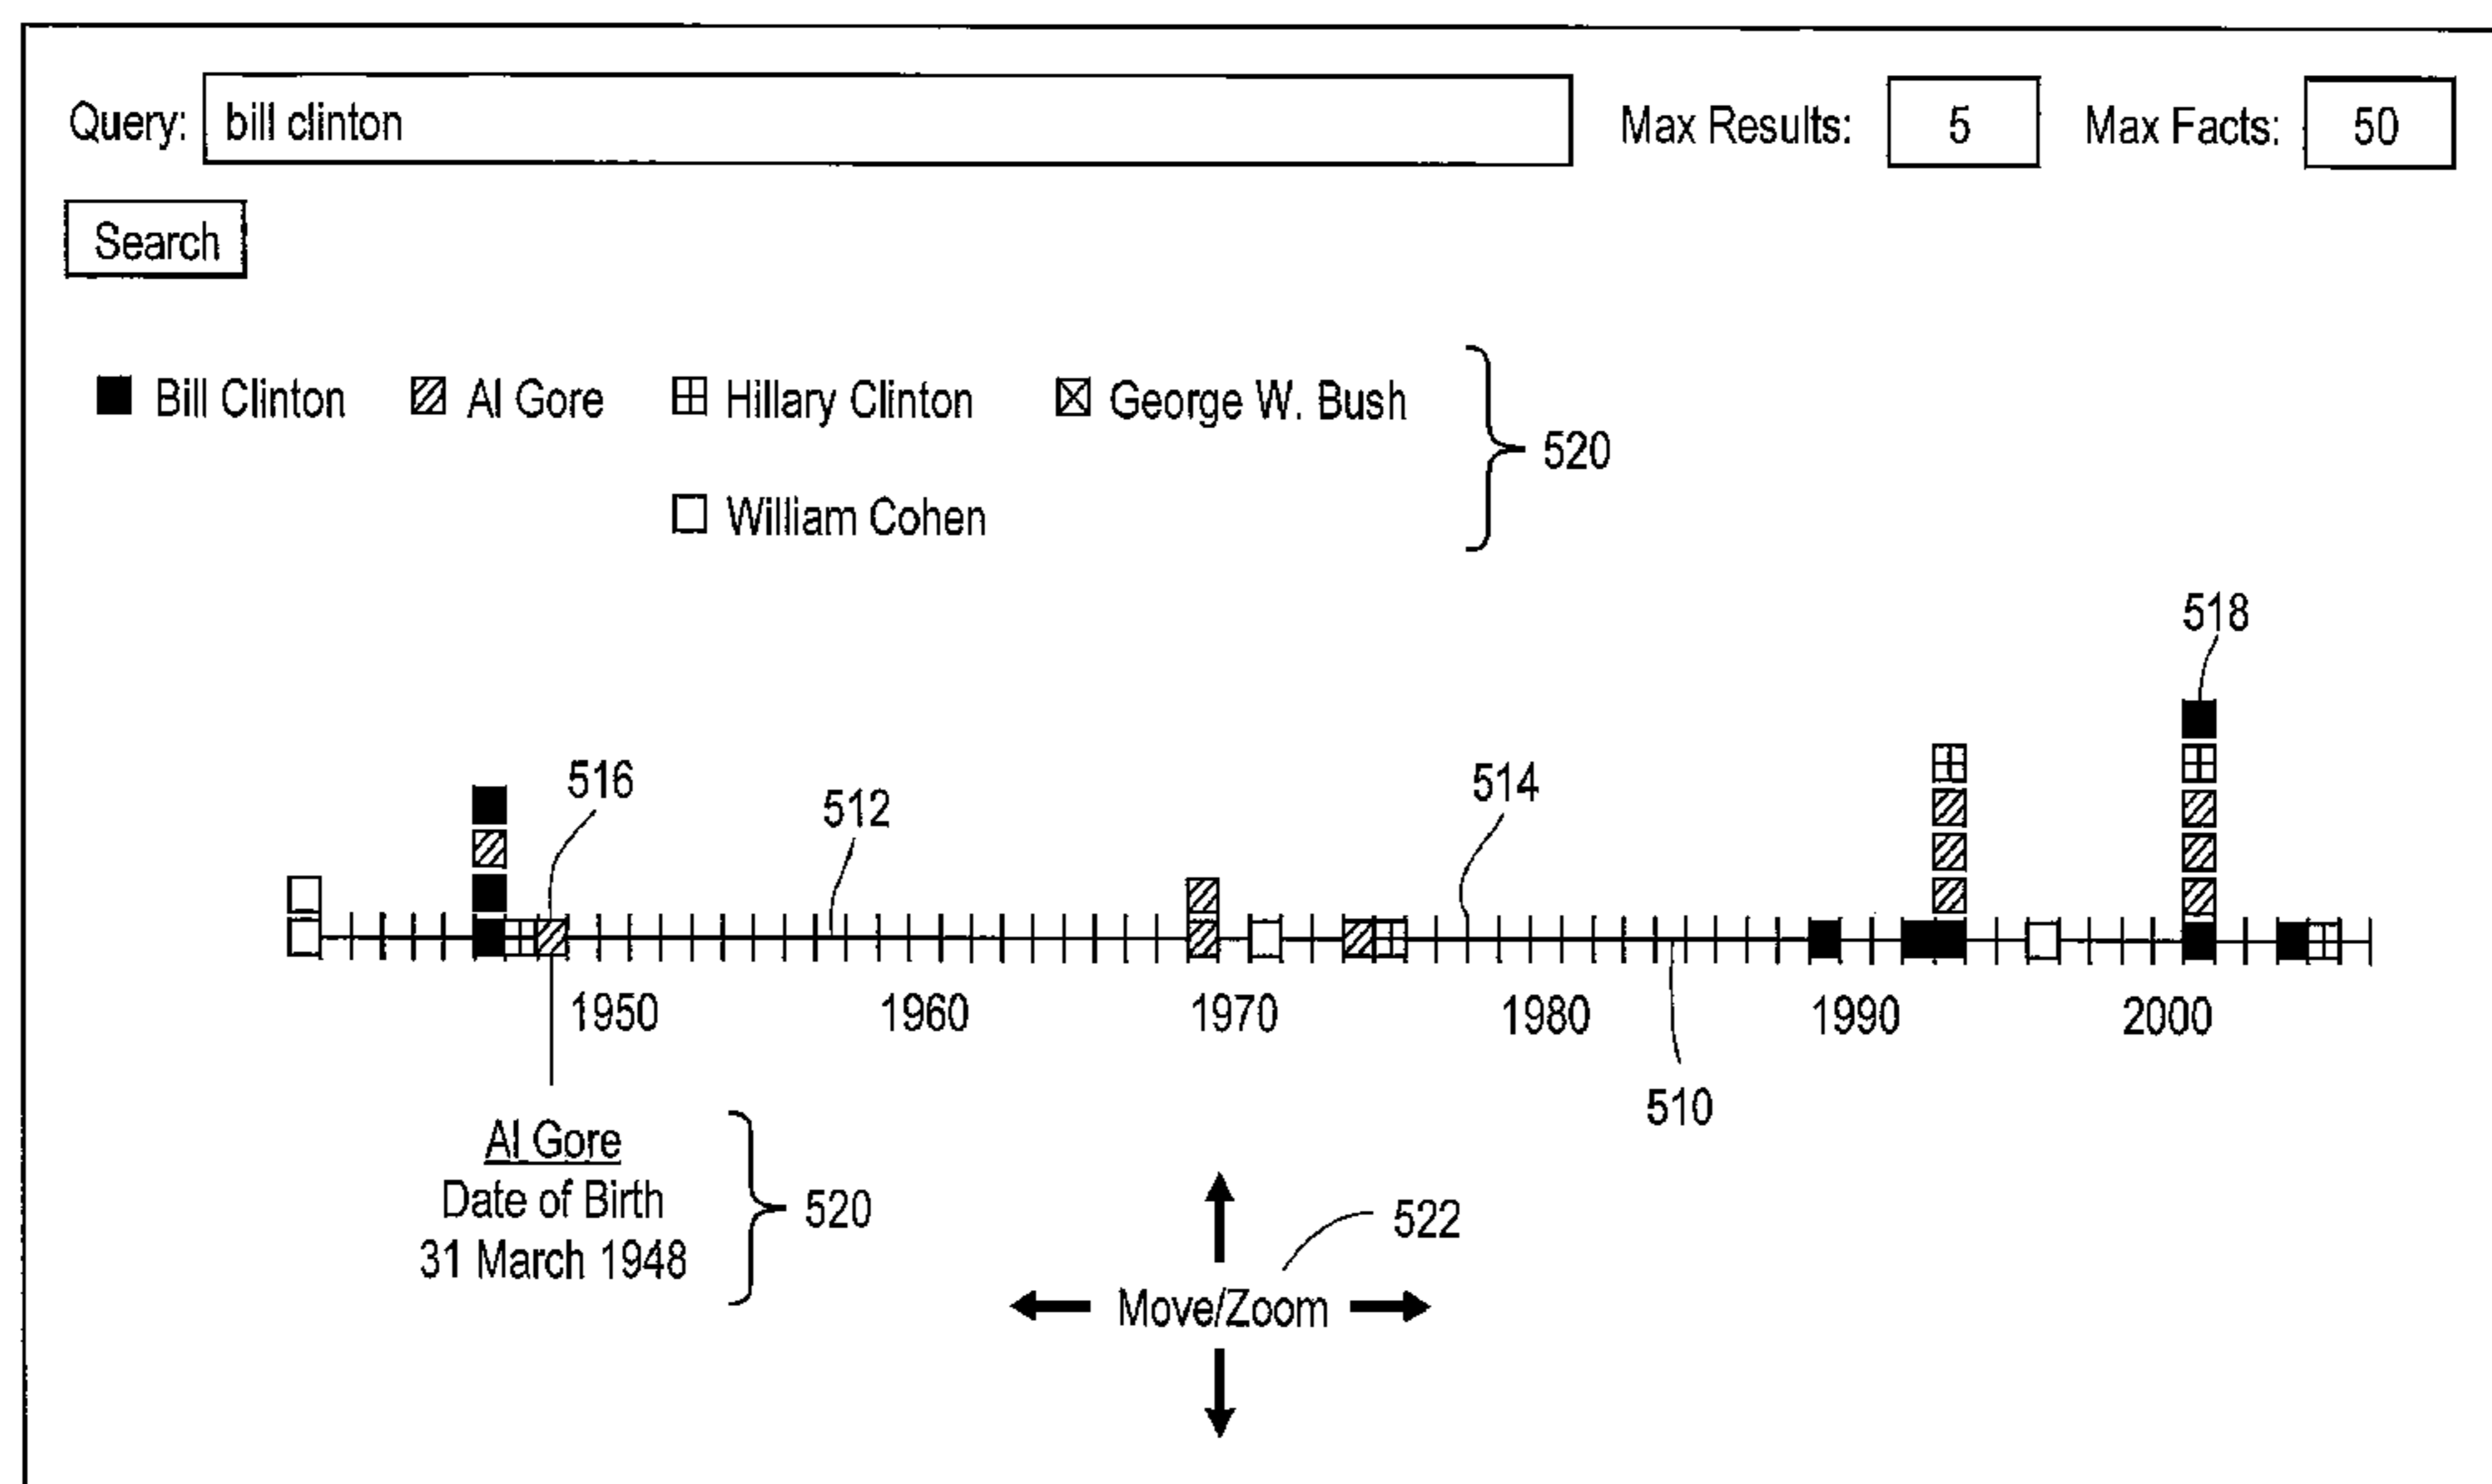 Query: bill clinton Max Results: 5 Max Facts: 50
Search
Bill Clinton Al Gore Hillary Clinton George W. Bush
520
William Cohen
518
516 512 514
1950 1960 1970 1980 1990 2000
510
Al Gore
Date of Birth
31 March 1948
520
522
Move/Zoom